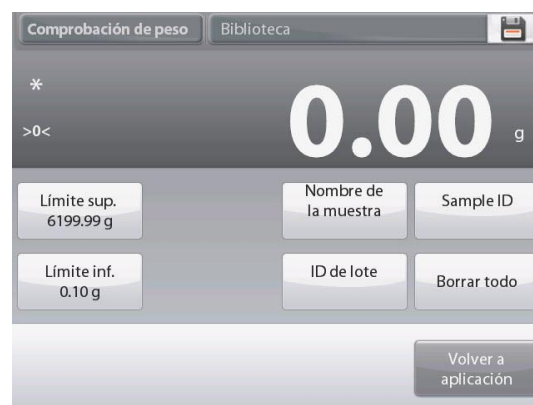 Comprobación de peso
Biblioteca
*
>0<
0.00 g
Límite sup.
6199.99 g
Nombre de
la muestra
Sample ID
Límite inf.
0.10 g
ID de lote
Borrar todo
Volver a
aplicación